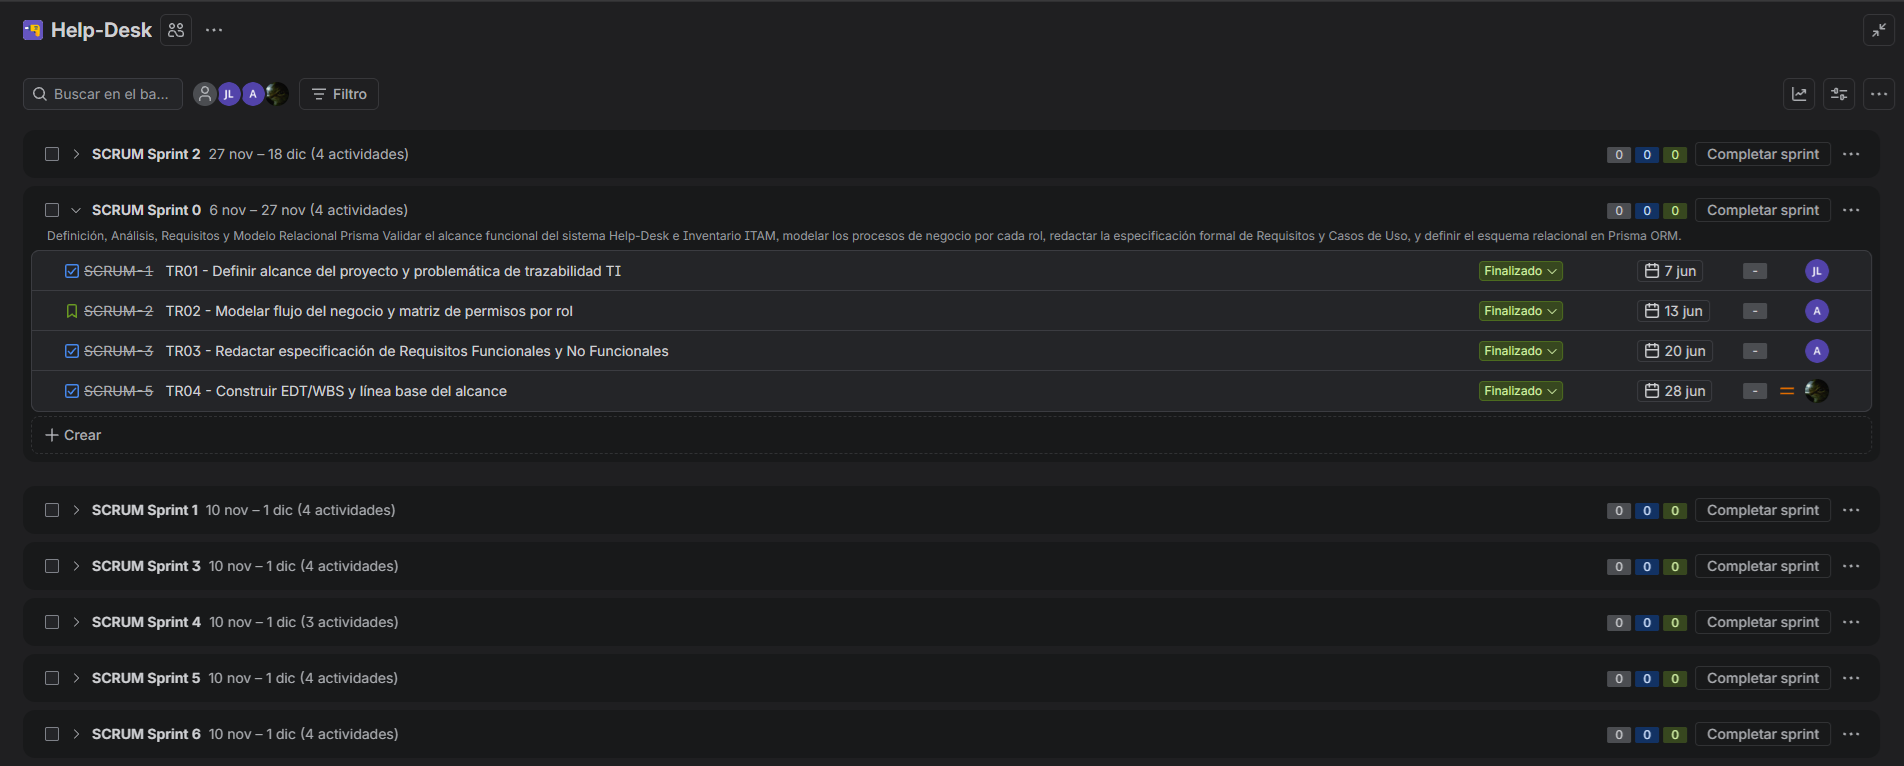 Help-Desk
Buscar en el ba... JL A Filtro
SCRUM Sprint 2 27 nov – 18 dic (4 actividades) 0 0 0 Completar sprint
SCRUM Sprint 0 6 nov – 27 nov (4 actividades) 0 0 0 Completar sprint
Definición, Análisis, Requisitos y Modelo Relacional Prisma Validar el alcance funcional del sistema Help-Desk e Inventario ITAM, modelar los procesos de negocio por cada rol, redactar la especificación formal de Requisitos y Casos de Uso, y definir el esquema relacional en Prisma ORM.
SCRUM-1 TR01 - Definir alcance del proyecto y problemática de trazabilidad TI Finalizado 7 jun - JL
SCRUM-2 TR02 - Modelar flujo del negocio y matriz de permisos por rol Finalizado 13 jun - A
SCRUM-3 TR03 - Redactar especificación de Requisitos Funcionales y No Funcionales Finalizado 20 jun - A
SCRUM-5 TR04 - Construir EDT/WBS y línea base del alcance Finalizado 28 jun -
Crear
SCRUM Sprint 1 10 nov – 1 dic (4 actividades) 0 0 0 Completar sprint
SCRUM Sprint 3 10 nov – 1 dic (4 actividades) 0 0 0 Completar sprint
SCRUM Sprint 4 10 nov – 1 dic (3 actividades) 0 0 0 Completar sprint
SCRUM Sprint 5 10 nov – 1 dic (4 actividades) 0 0 0 Completar sprint
SCRUM Sprint 6 10 nov – 1 dic (4 actividades) 0 0 0 Completar sprint